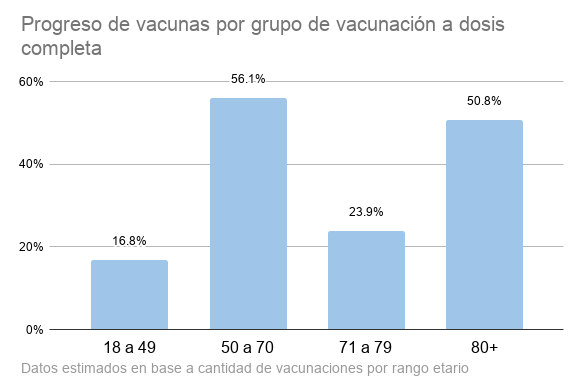 Progreso de vacunas por grupo de vacunación a dosis
completa
60%
40%
20%
0%
16.8%
56.1%
23.9%
50.8%
18 a 49
50 a 70
71 a 79
80+
Datos estimados en base a cantidad de vacunaciones por rango etario